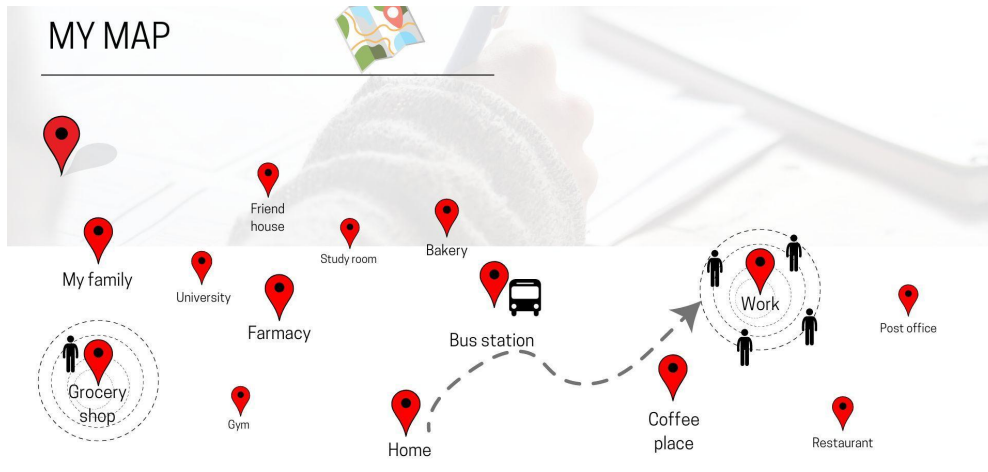 MY MAP
Friend
house
Study room
Bakery
My family
University
Farmacy
Bus station
Work
Post office
Grocery
shop
Gym
Home
Coffee
place
Restaurant